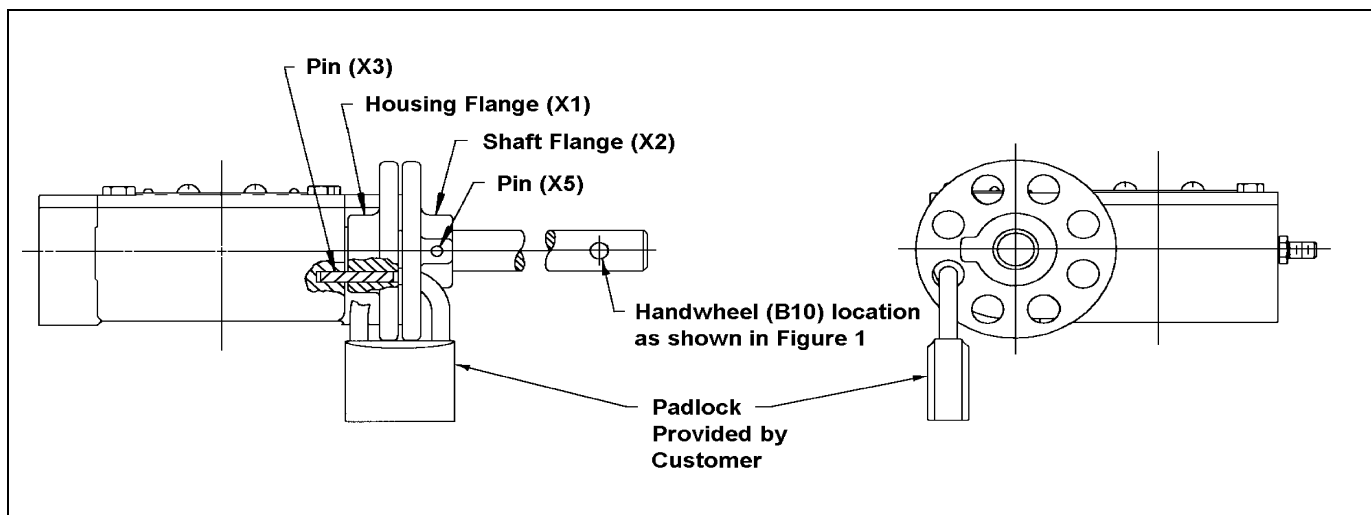 Pin (X3)
Housing Flange (X1)
Shaft Flange (X2)
Pin (X5)
Handwheel (B10) location
as shown in Figure 1
Padlock
Provided by
Customer